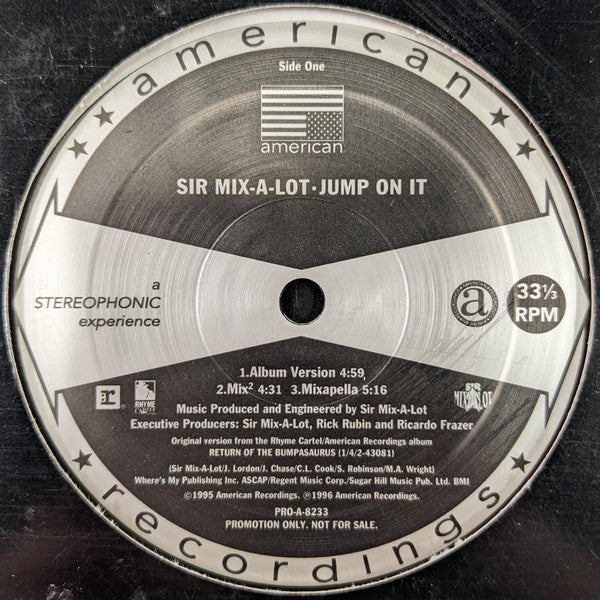 american
Side One
american
SIR MIX-A-LOT·JUMP ON IT
a
STEREOPHONIC
experience
a
33⅓
RPM
1.Album Version 4:59,
2.Mix² 4:31 3.Mixapella 5:16
r
RHYME
CARTEL
SIR
MIX-A-LOT
Music Produced and Engineered by Sir Mix-A-Lot
Executive Producers: Sir Mix-A-Lot, Rick Rubin and Ricardo Frazer
Original version from the Rhyme Cartel/American Recordings album
RETURN OF THE BUMPASAURUS (1/4/2-43081)
(Sir Mix-A-Lot/J. Lordon/J. Chase/C.L. Cook/S. Robinson/M.A. Wright)
Where's My Publishing Inc. ASCAP/Regent Music Corp./Sugar Hill Music Pub. Ltd. BMI
©1995 American Recordings. ℗1996 American Recordings.
PRO-A-8233
PROMOTION ONLY. NOT FOR SALE.
recordings